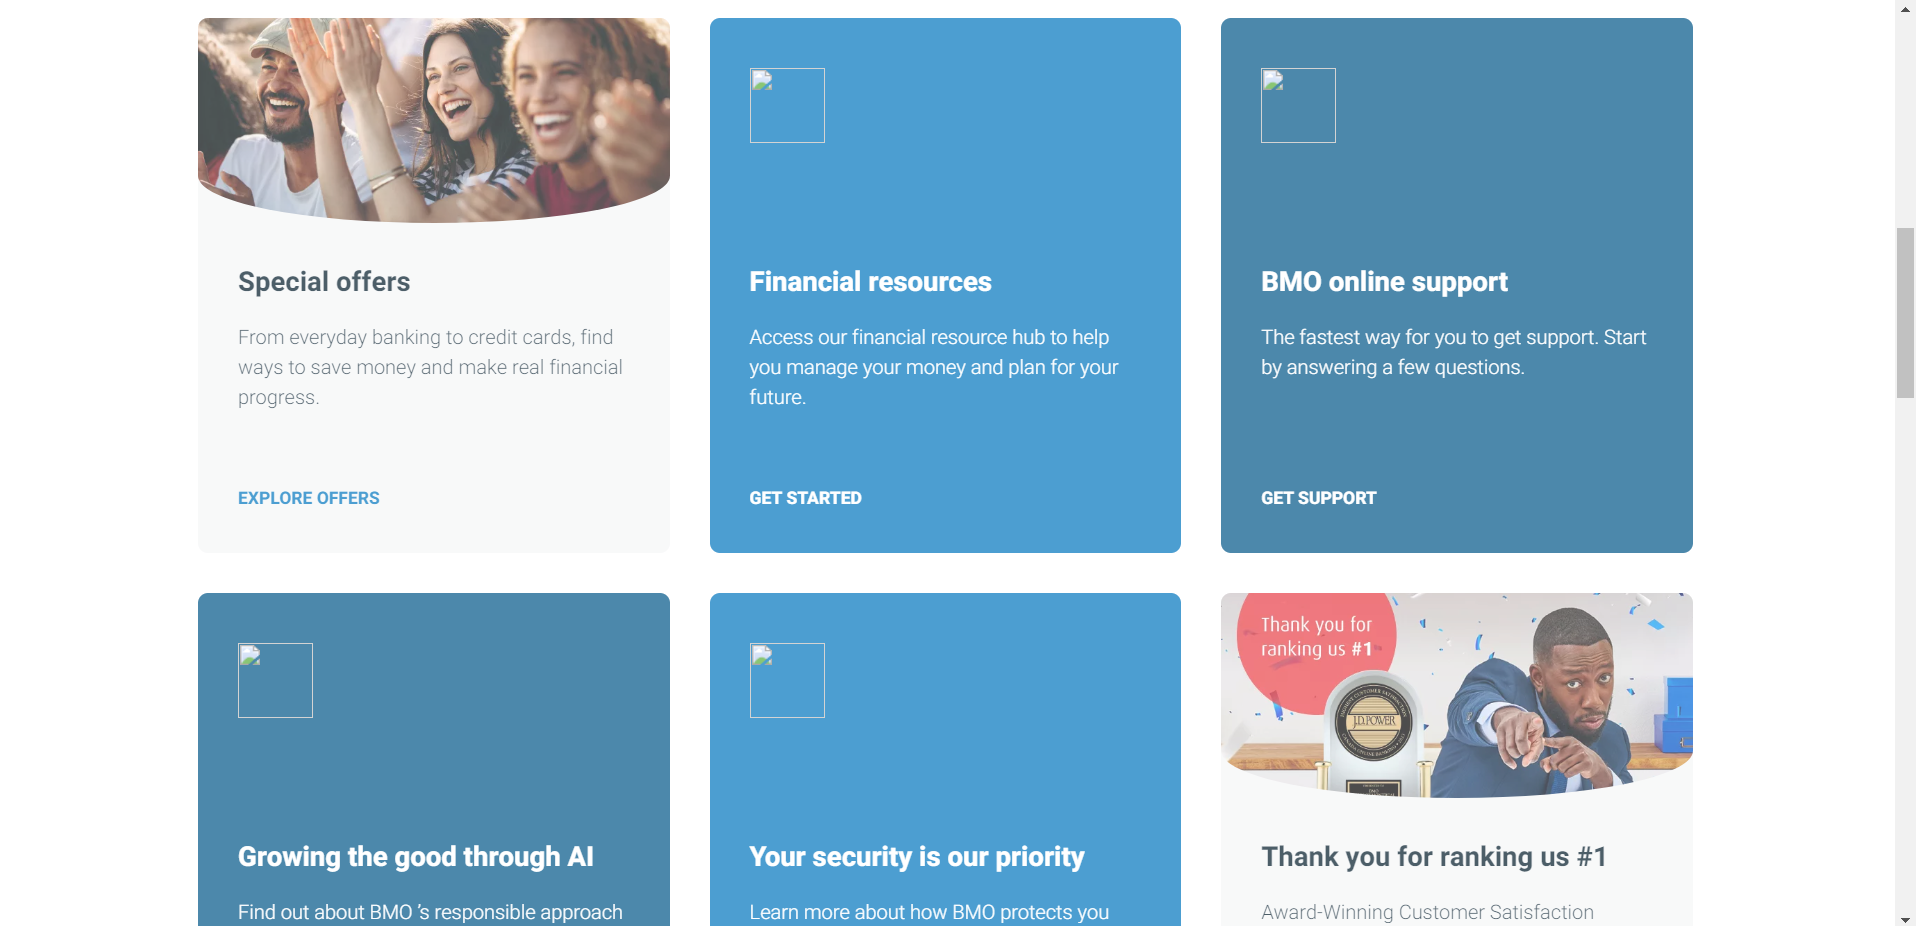 Special offers
From everyday banking to credit cards, find
ways to save money and make real financial
progress.
EXPLORE OFFERS
Financial resources
Access our financial resource hub to help
you manage your money and plan for your
future.
GET STARTED
BMO online support
The fastest way for you to get support. Start
by answering a few questions.
GET SUPPORT
Growing the good through AI
Find out about BMO ’s responsible approach
Your security is our priority
Learn more about how BMO protects you
Thank you for
ranking us #1
J.D. POWER
Thank you for ranking us #1
Award-Winning Customer Satisfaction